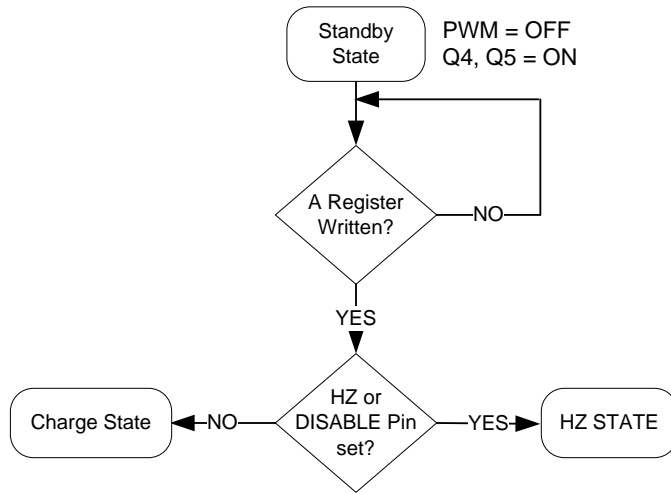 Standby
State
PWM = OFF
Q4, Q5 = ON
A Register
Written?
NO
YES
HZ or
DISABLE Pin
set?
Charge State
NO
YES
HZ STATE